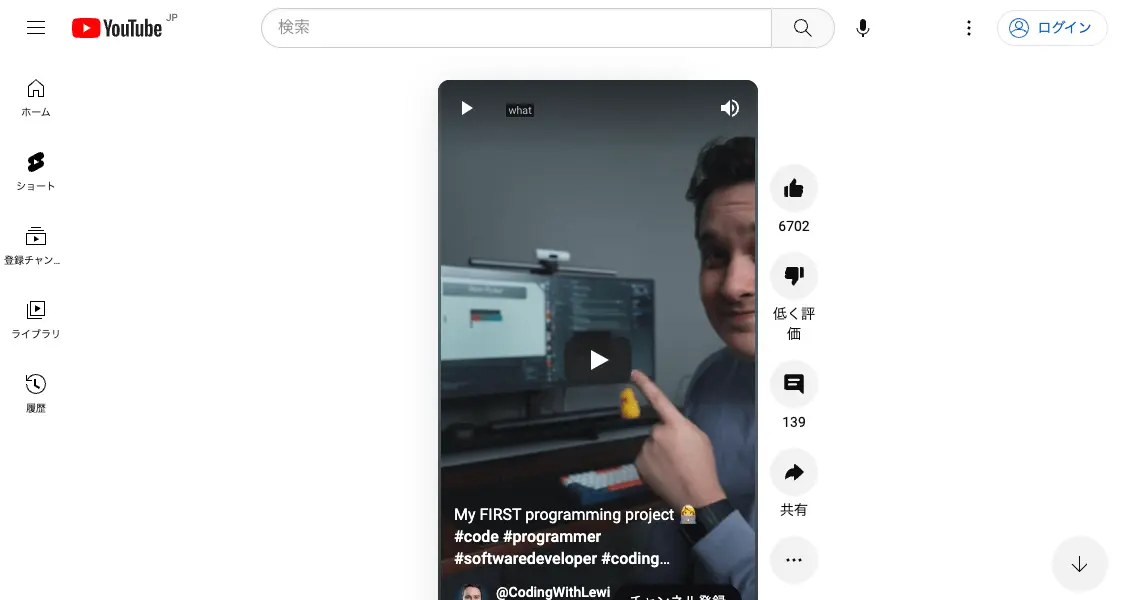 YouTube JP
検索
ログイン
ホーム
ショート
登録チャン...
ライブラリ
履歴
what
6702
低く評
価
139
共有
My FIRST programming project
#code #programmer
#softwaredeveloper #coding...
@CodingWithLewi
チャンネル登録